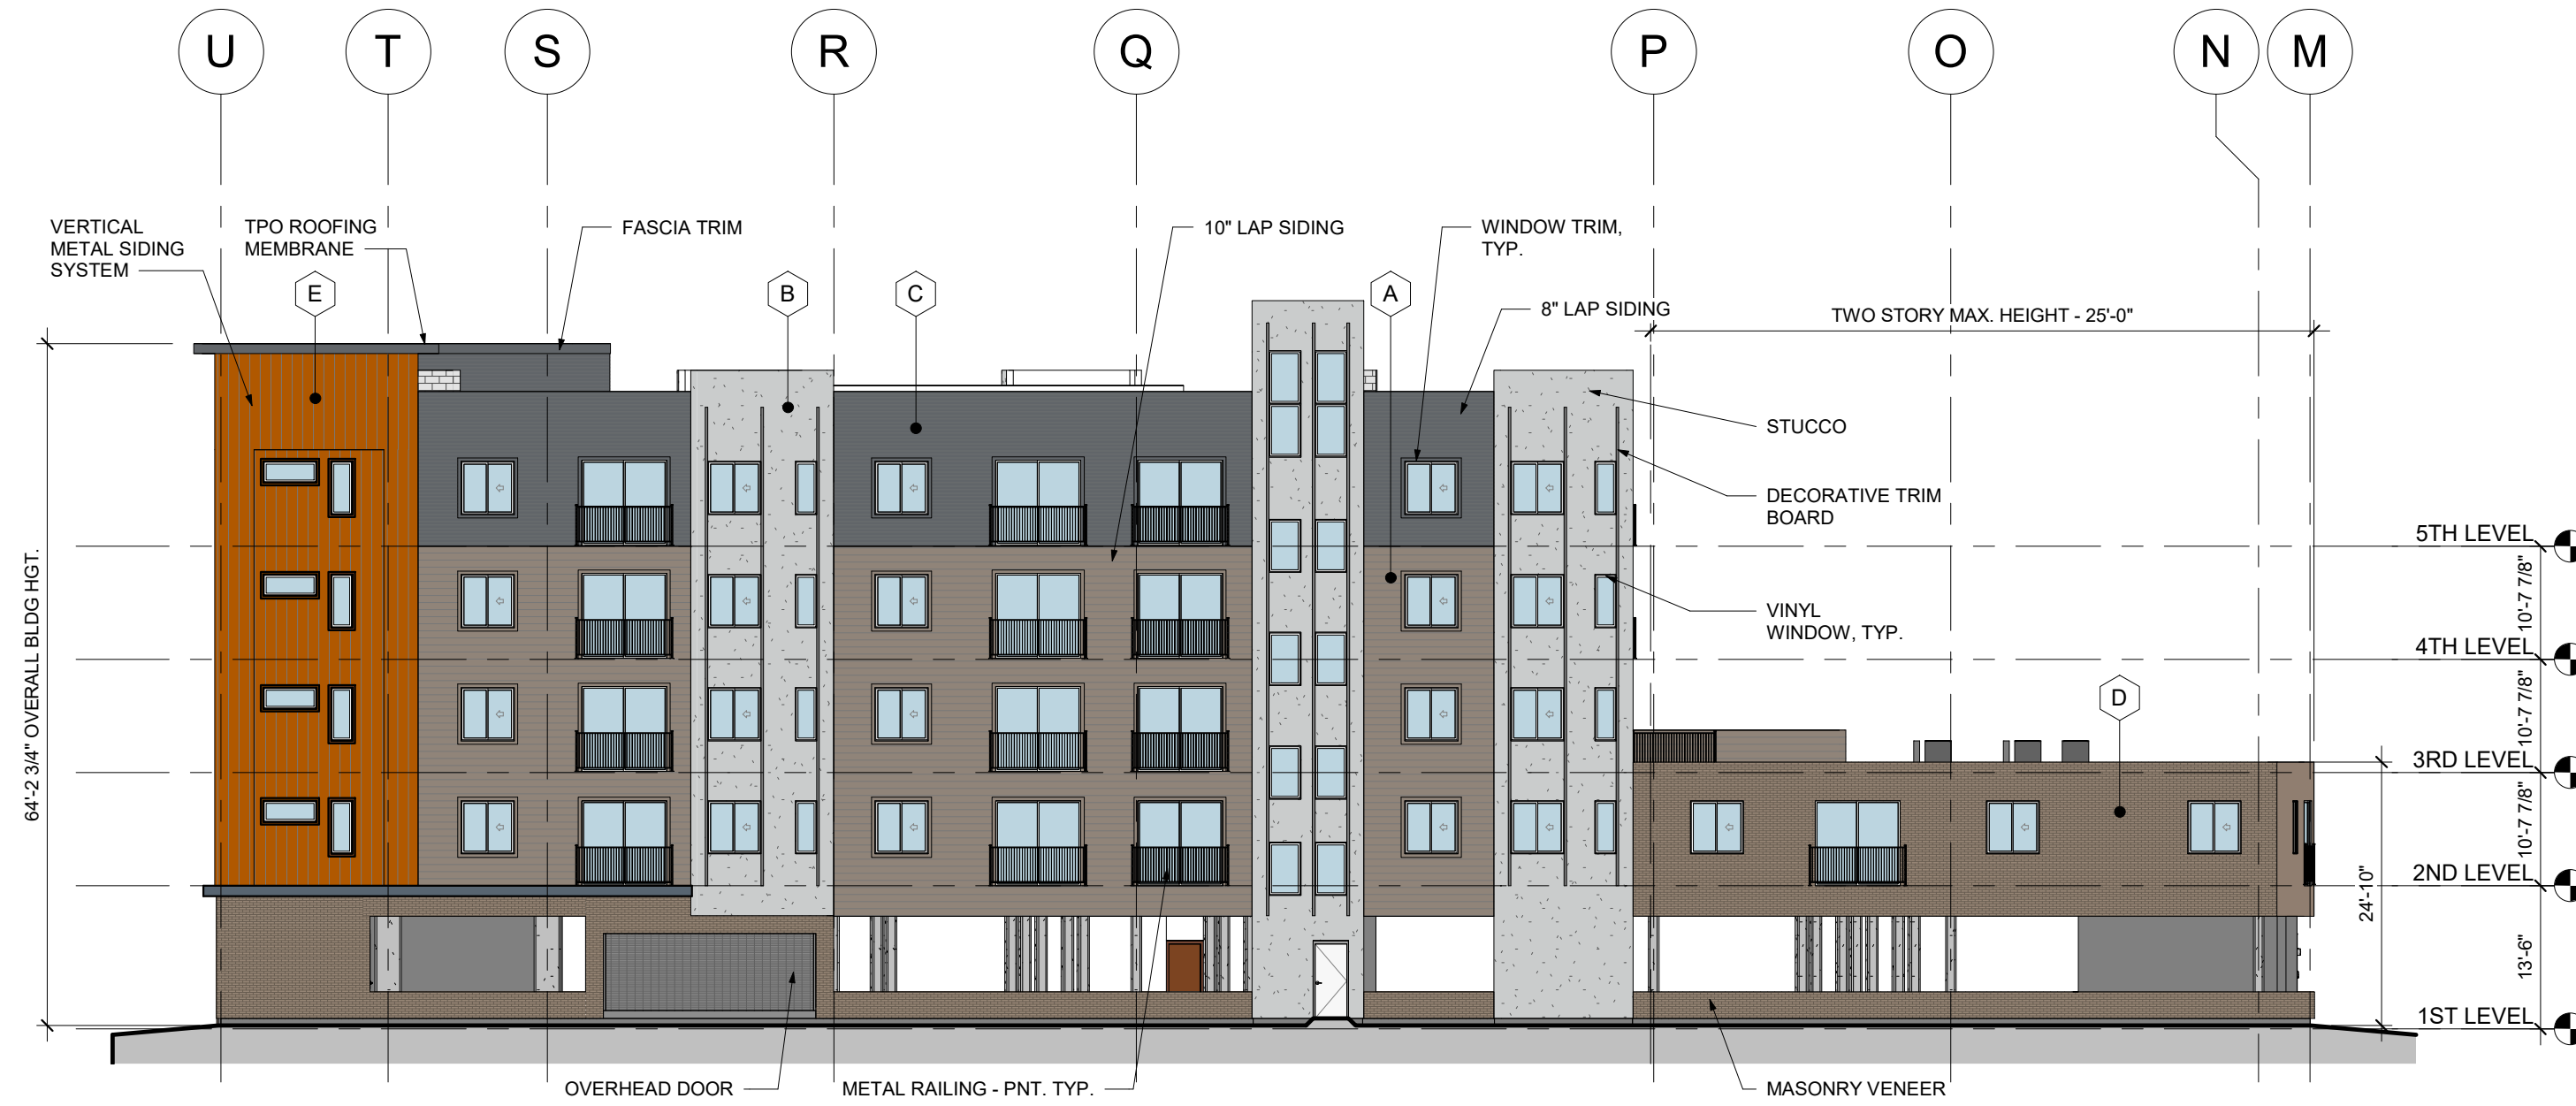 U
T
S
R
Q
P
O
N
M
VERTICAL
METAL SIDING
SYSTEM
TPO ROOFING
MEMBRANE
FASCIA TRIM
10" LAP SIDING
WINDOW TRIM,
TYP.
8" LAP SIDING
TWO STORY MAX. HEIGHT - 25'-0"
E
B
C
A
STUCCO
DECORATIVE TRIM
BOARD
VINYL
WINDOW, TYP.
D
5TH LEVEL
10'-7 7/8"
4TH LEVEL
10'-7 7/8"
3RD LEVEL
10'-7 7/8"
2ND LEVEL
13'-6"
1ST LEVEL
24'-10"
64'-2 3/4" OVERALL BLDG HGT.
OVERHEAD DOOR
METAL RAILING - PNT. TYP.
MASONRY VENEER